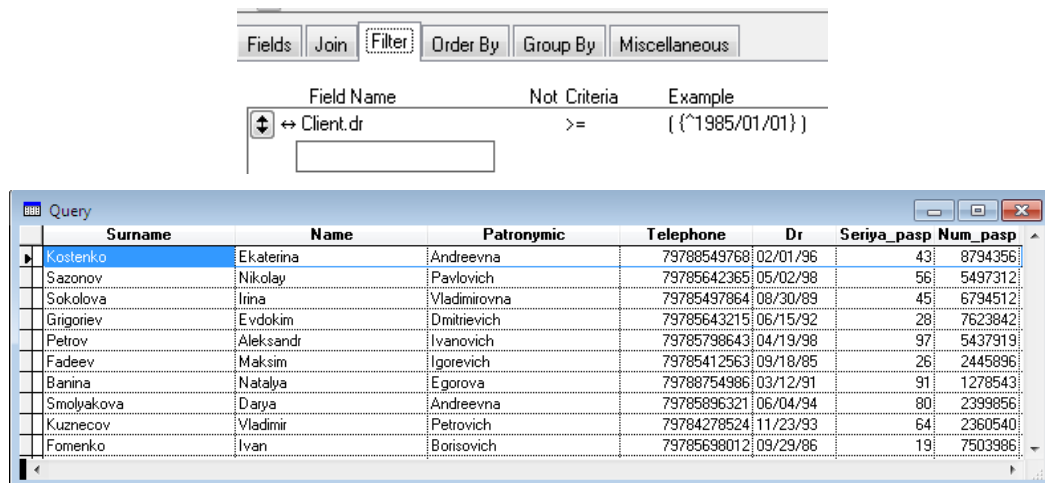 Fields Join Filter Order By Group By Miscellaneous
Field Name Not Criteria Example
Client.dr >= ( {^1985/01/01} )
Query
Surname Name Patronymic Telephone Dr Seriya_pasp Num_pasp
Kostenko Ekaterina Andreevna 79788549768 02/01/96 43 8794356
Sazonov Nikolay Pavlovich 79785642365 05/02/98 56 5497312
Sokolova Irina Vladimirovna 79785497864 08/30/89 45 6794512
Grigoriev Evdokim Dmitrievich 79785643215 06/15/92 28 7623842
Petrov Aleksandr Ivanovich 79785798643 04/19/98 97 5437919
Fadeev Maksim Igorevich 79785412563 09/18/85 26 2445896
Banina Natalya Egorova 79788754986 03/12/91 91 1278543
Smolyakova Darya Andreevna 79785896321 06/04/94 80 2399856
Kuznecov Vladimir Petrovich 79784278524 11/23/93 64 2360540
Fomenko Ivan Borisovich 79785698012 09/29/86 19 7503986